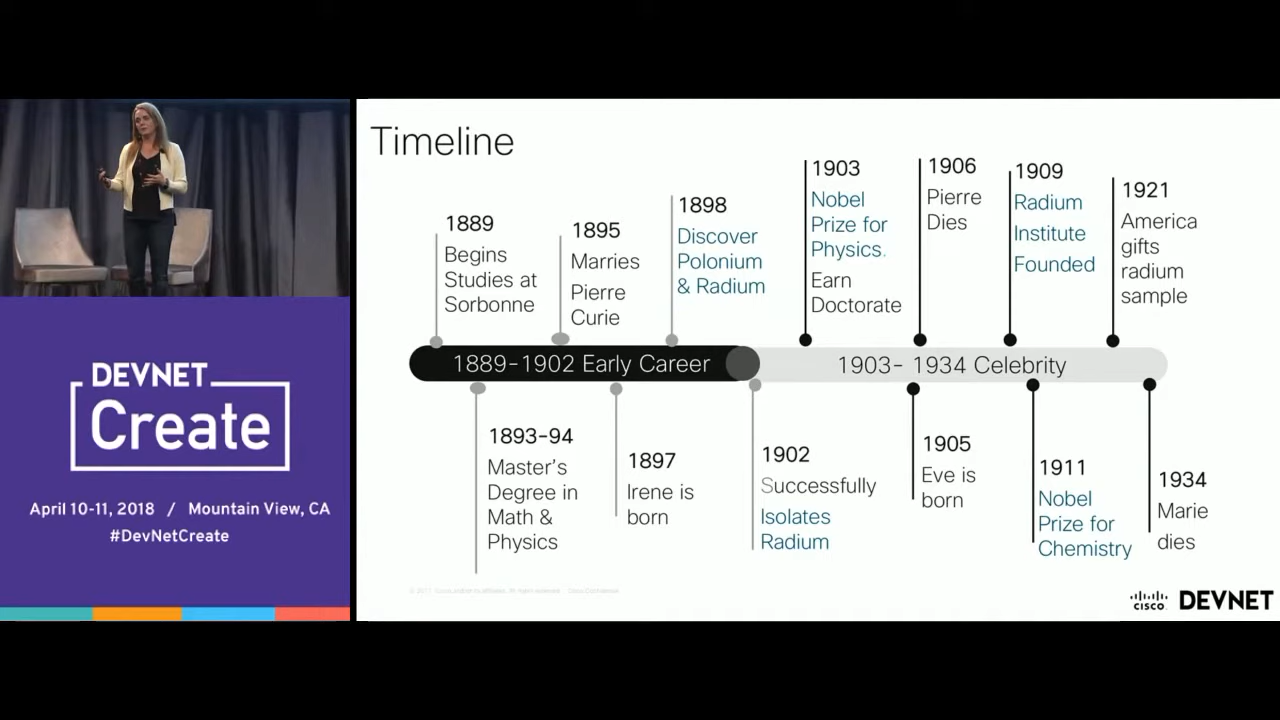 DEVNET
Create
April 10-11, 2018 / Mountain View, CA
#DevNetCreate
Timeline
1889
Begins
Studies at
Sorbonne
1893-94
Master's
Degree in
Math &
Physics
1895
Marries
Pierre
Curie
1897
Irene is
born
1898
Discover
Polonium
& Radium
1902
Successfully
Isolates
Radium
1903
Nobel
Prize for
Physics.
Earn
Doctorate
1905
Eve is
born
1906
Pierre
Dies
1909
Radium
Institute
Founded
1911
Nobel
Prize for
Chemistry
1921
America
gifts
radium
sample
1934
Marie
dies
1889-1902 Early Career
1903- 1934 Celebrity
CISCO DEVNET